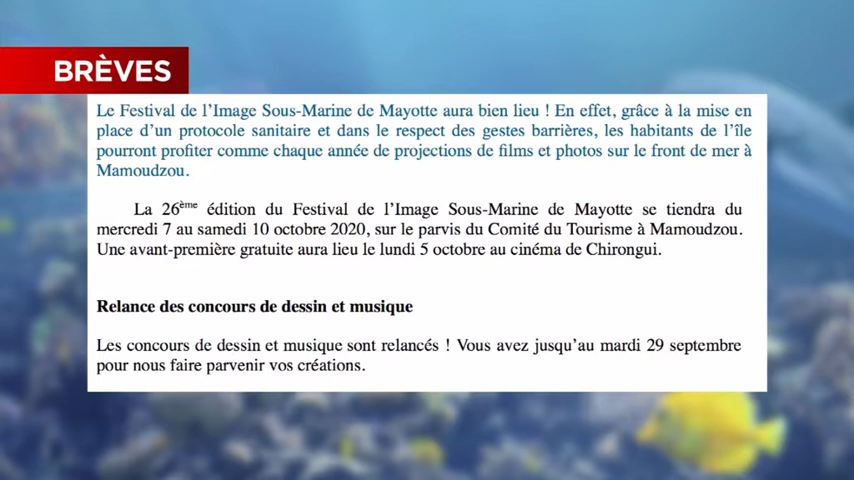 BRÈVES
Le Festival de l’Image Sous-Marine de Mayotte aura bien lieu ! En effet, grâce à la mise en
place d’un protocole sanitaire et dans le respect des gestes barrières, les habitants de l’île
pourront profiter comme chaque année de projections de films et photos sur le front de mer à
Mamoudzou.
La 26ème édition du Festival de l’Image Sous-Marine de Mayotte se tiendra du
mercredi 7 au samedi 10 octobre 2020, sur le parvis du Comité du Tourisme à Mamoudzou.
Une avant-première gratuite aura lieu le lundi 5 octobre au cinéma de Chirongui.
Relance des concours de dessin et musique
Les concours de dessin et musique sont relancés ! Vous avez jusqu’au mardi 29 septembre
pour nous faire parvenir vos créations.